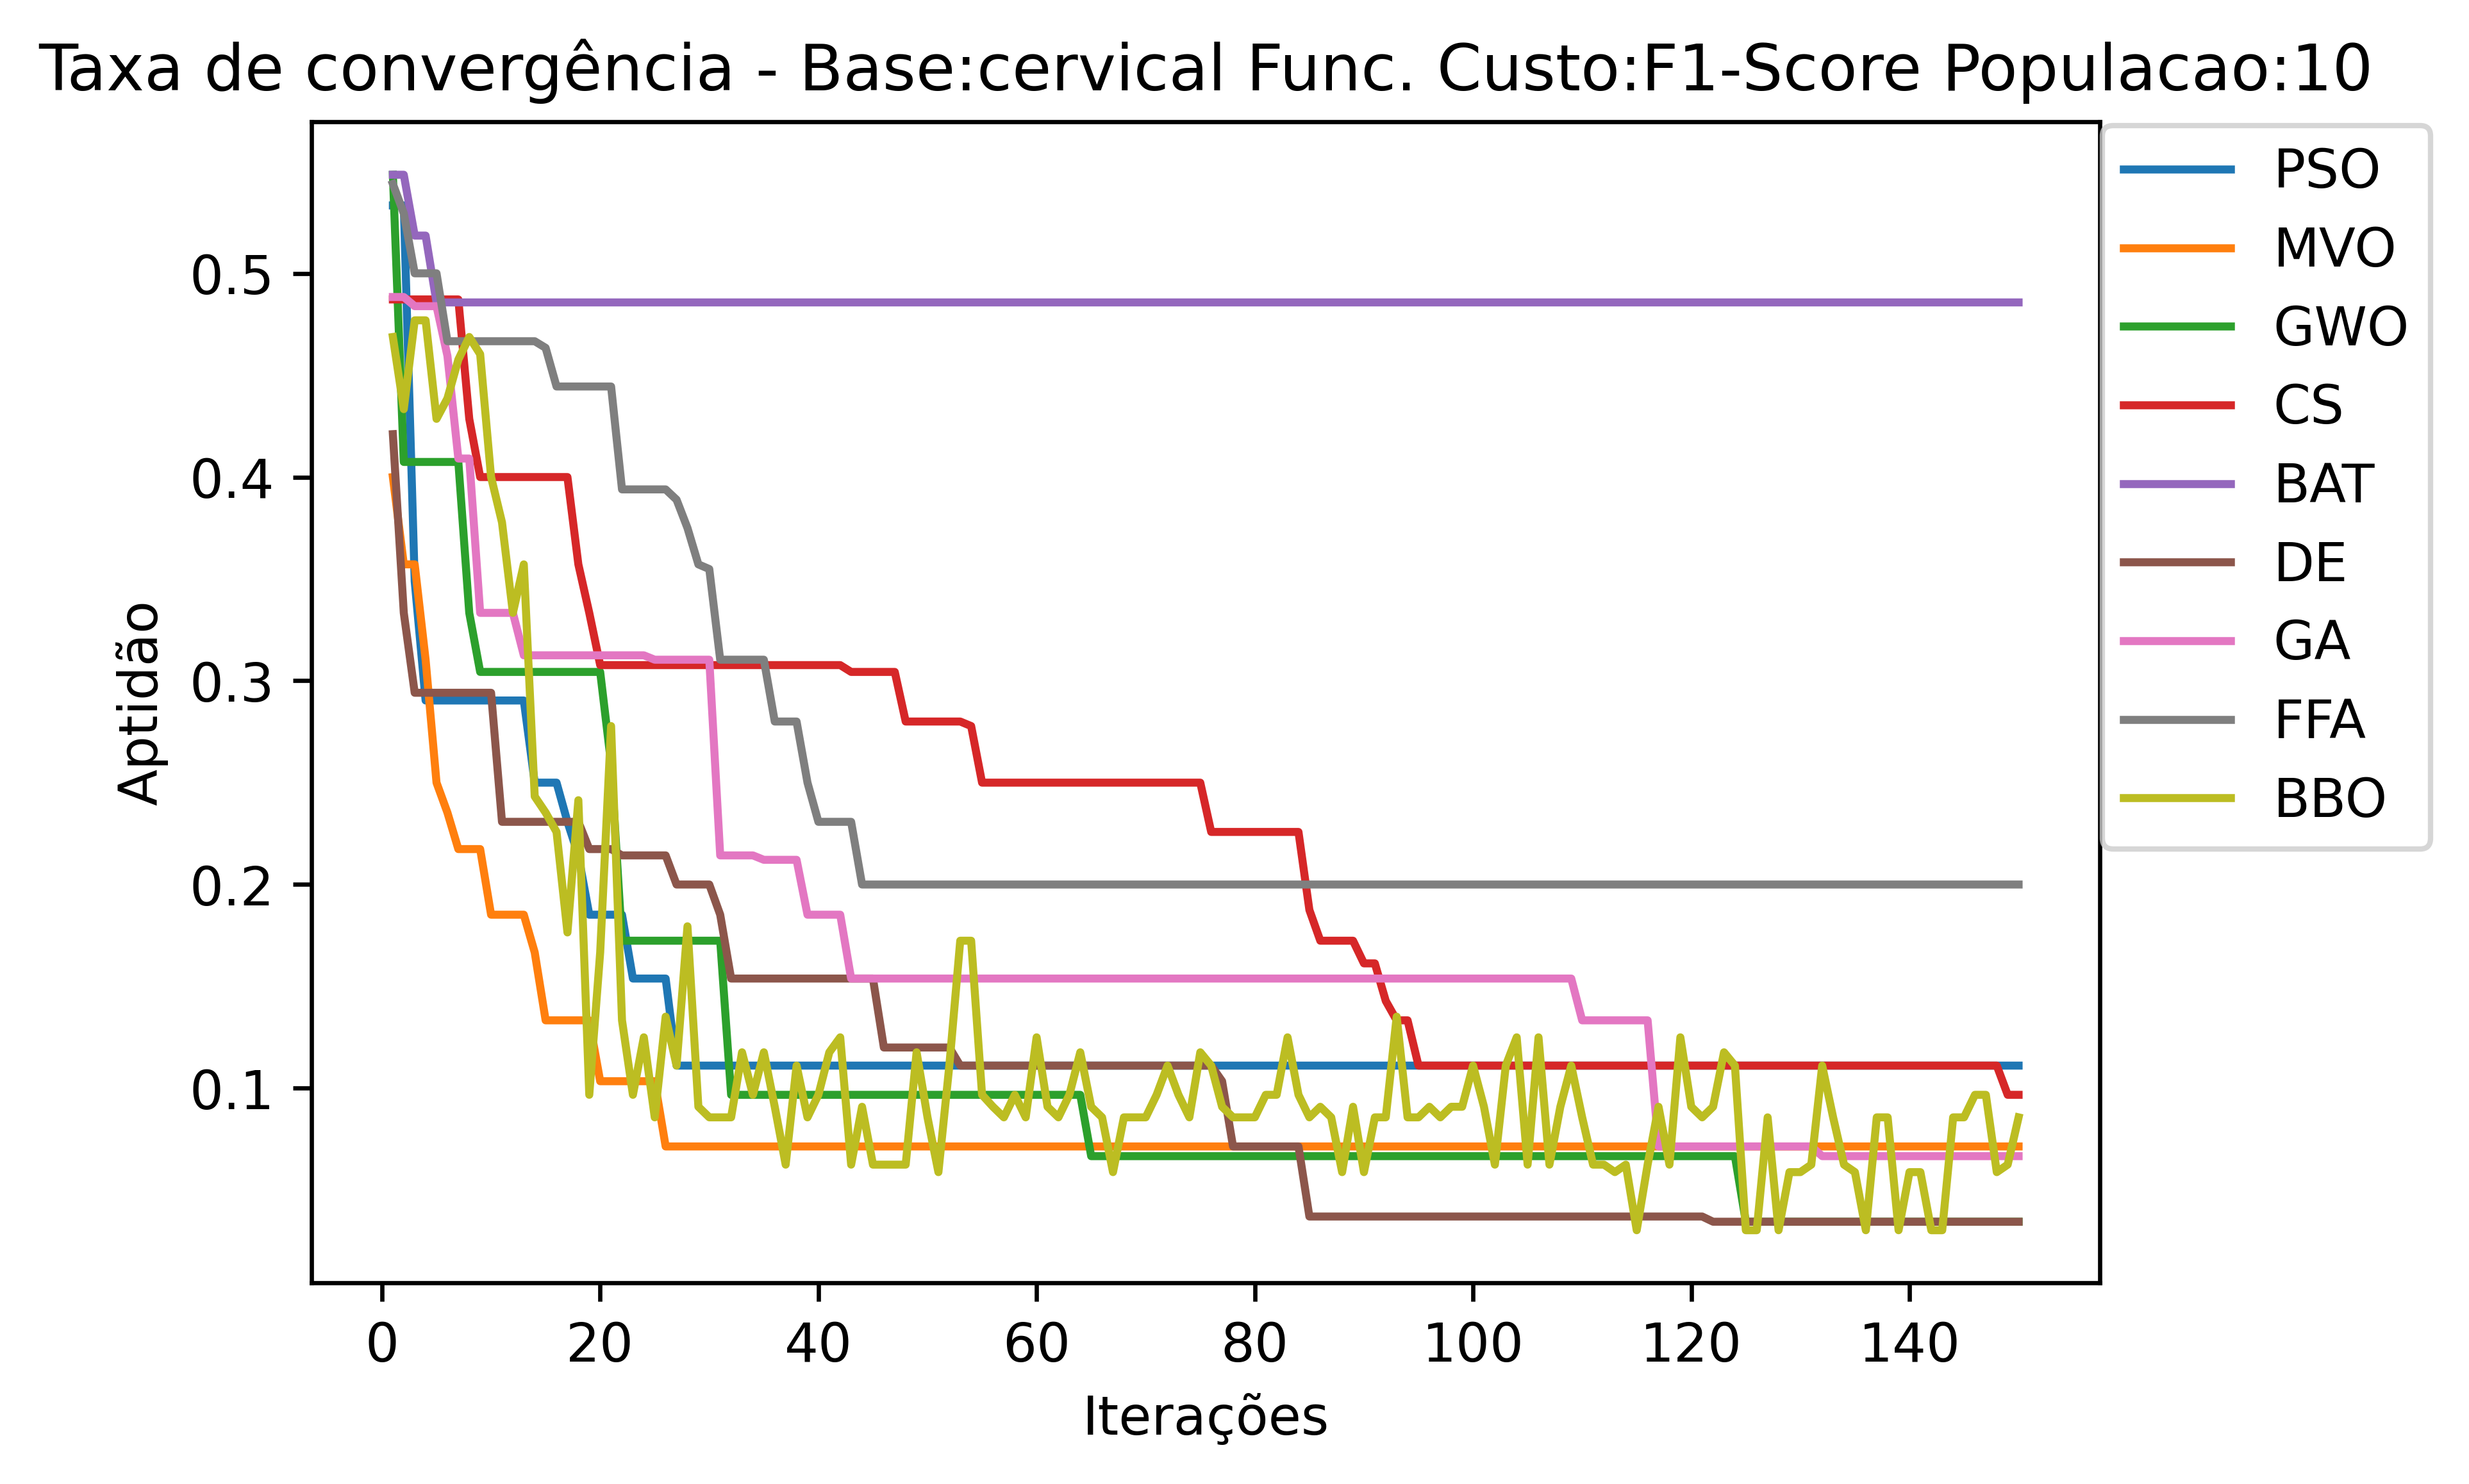 Taxa de convergência - Base:cervical Func. Custo:F1-Score Populacao:10
PSO
MVO
GWO
CS
BAT
DE
GA
FFA
BBO
Aptidão
0.5
0.4
0.3
0.2
0.1
0 20 40 60 80 100 120 140
Iterações